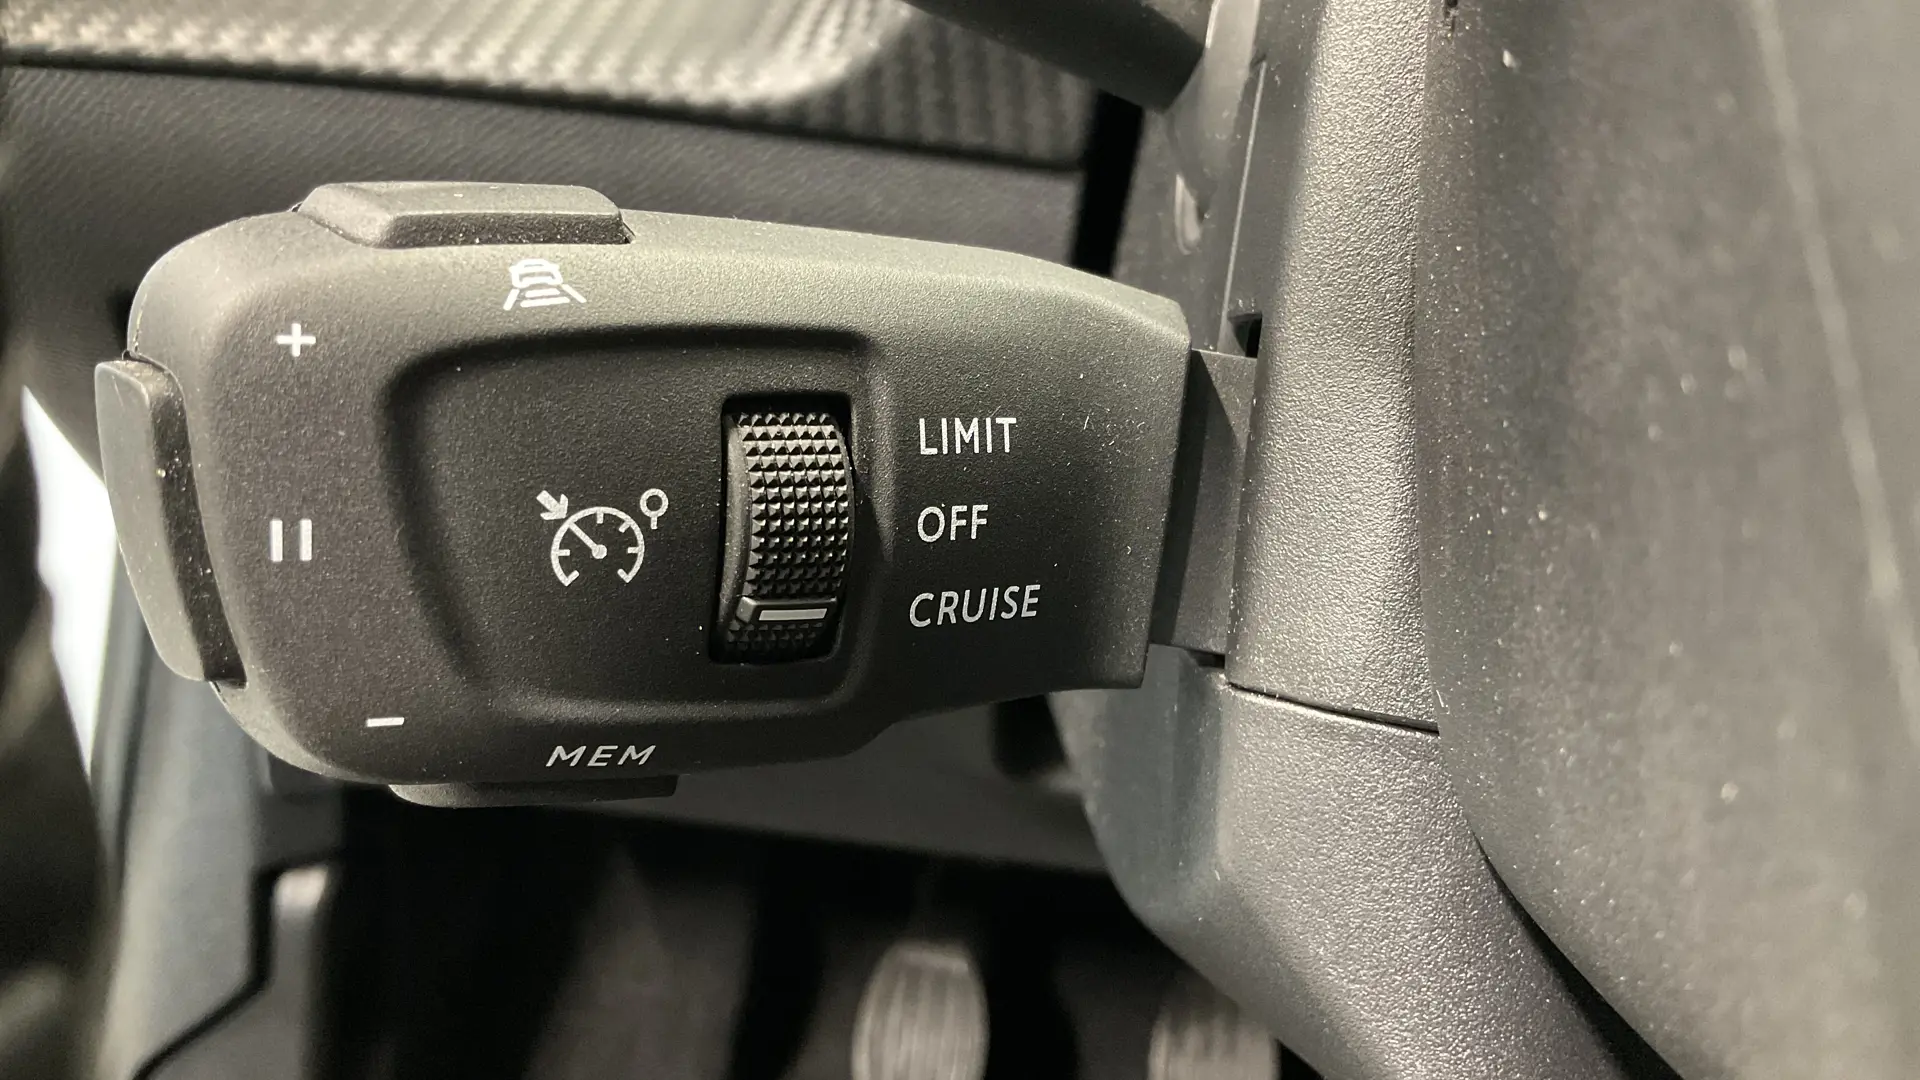 +
LIMIT
OFF
CRUISE
−
MEM